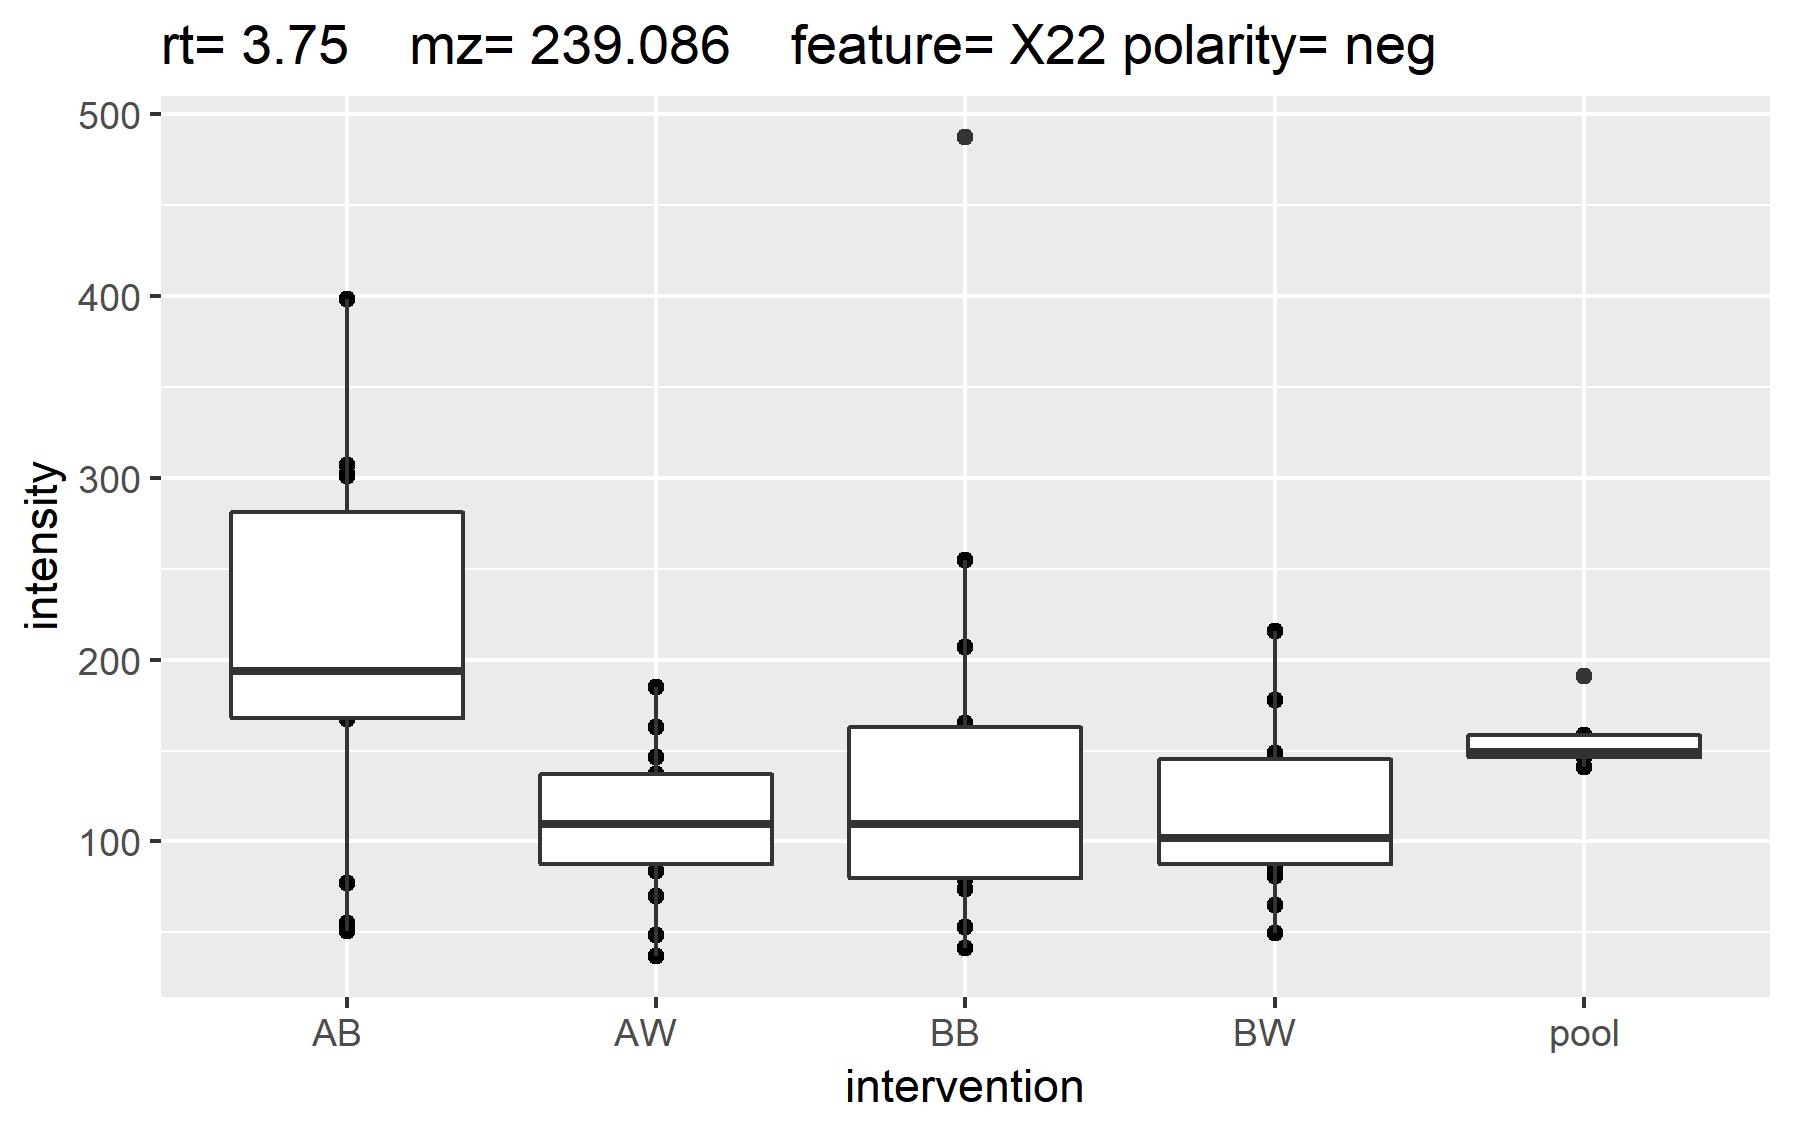 rt= 3.75 mz= 239.086 feature= X22 polarity= neg
500
400
300
200
100
intensity
AB AW BB BW pool
intervention